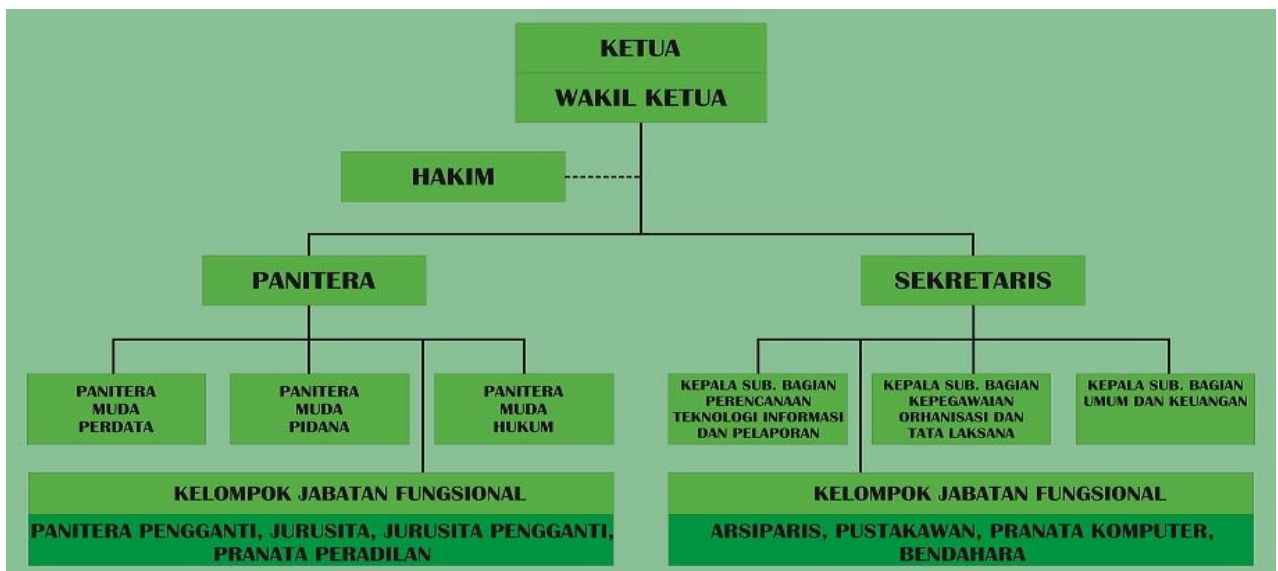 KETUA
WAKIL KETUA
HAKIM
PANITERA
SEKRETARIS
PANITERA
MUDA
PERDATA
PANITERA
MUDA
PIDANA
PANITERA
MUDA
HUKUM
KEPALA SUB. BAGIAN
PERENCANAAN
TEKNOLOGI INFORMASI
DAN PELAPORAN
KEPALA SUB. BAGIAN
KEPEGAWAIAN
ORHANISASI DAN
TATA LAKSANA
KEPALA SUB. BAGIAN
UMUM DAN KEUANGAN
KELOMPOK JABATAN FUNGSIONAL
PANITERA PENGGANTI, JURUSITA, JURUSITA PENGGANTI,
PRANATA PERADILAN
KELOMPOK JABATAN FUNGSIONAL
ARSIPARIS, PUSTAKAWAN, PRANATA KOMPUTER,
BENDAHARA